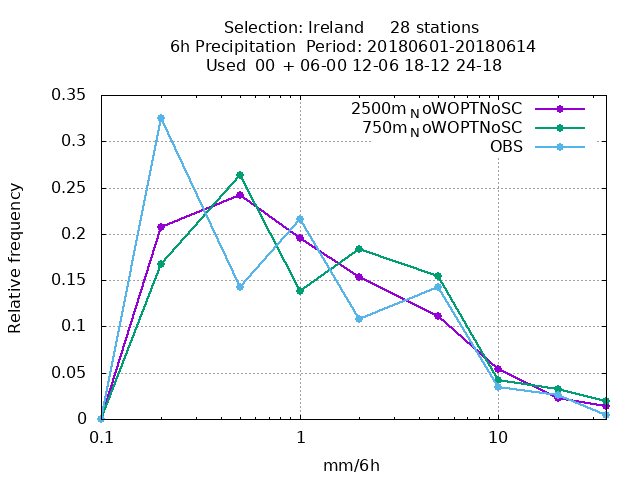 Selection: Ireland 28 stations
6h Precipitation Period: 20180601-20180614
Used 00 + 06-00 12-06 18-12 24-18
2500m_NoWOPTNoSC
750m_NoWOPTNoSC
OBS
0.35
0.3
0.25
0.2
0.15
0.1
0.05
0
Relative frequency
0.1 1 10
mm/6h